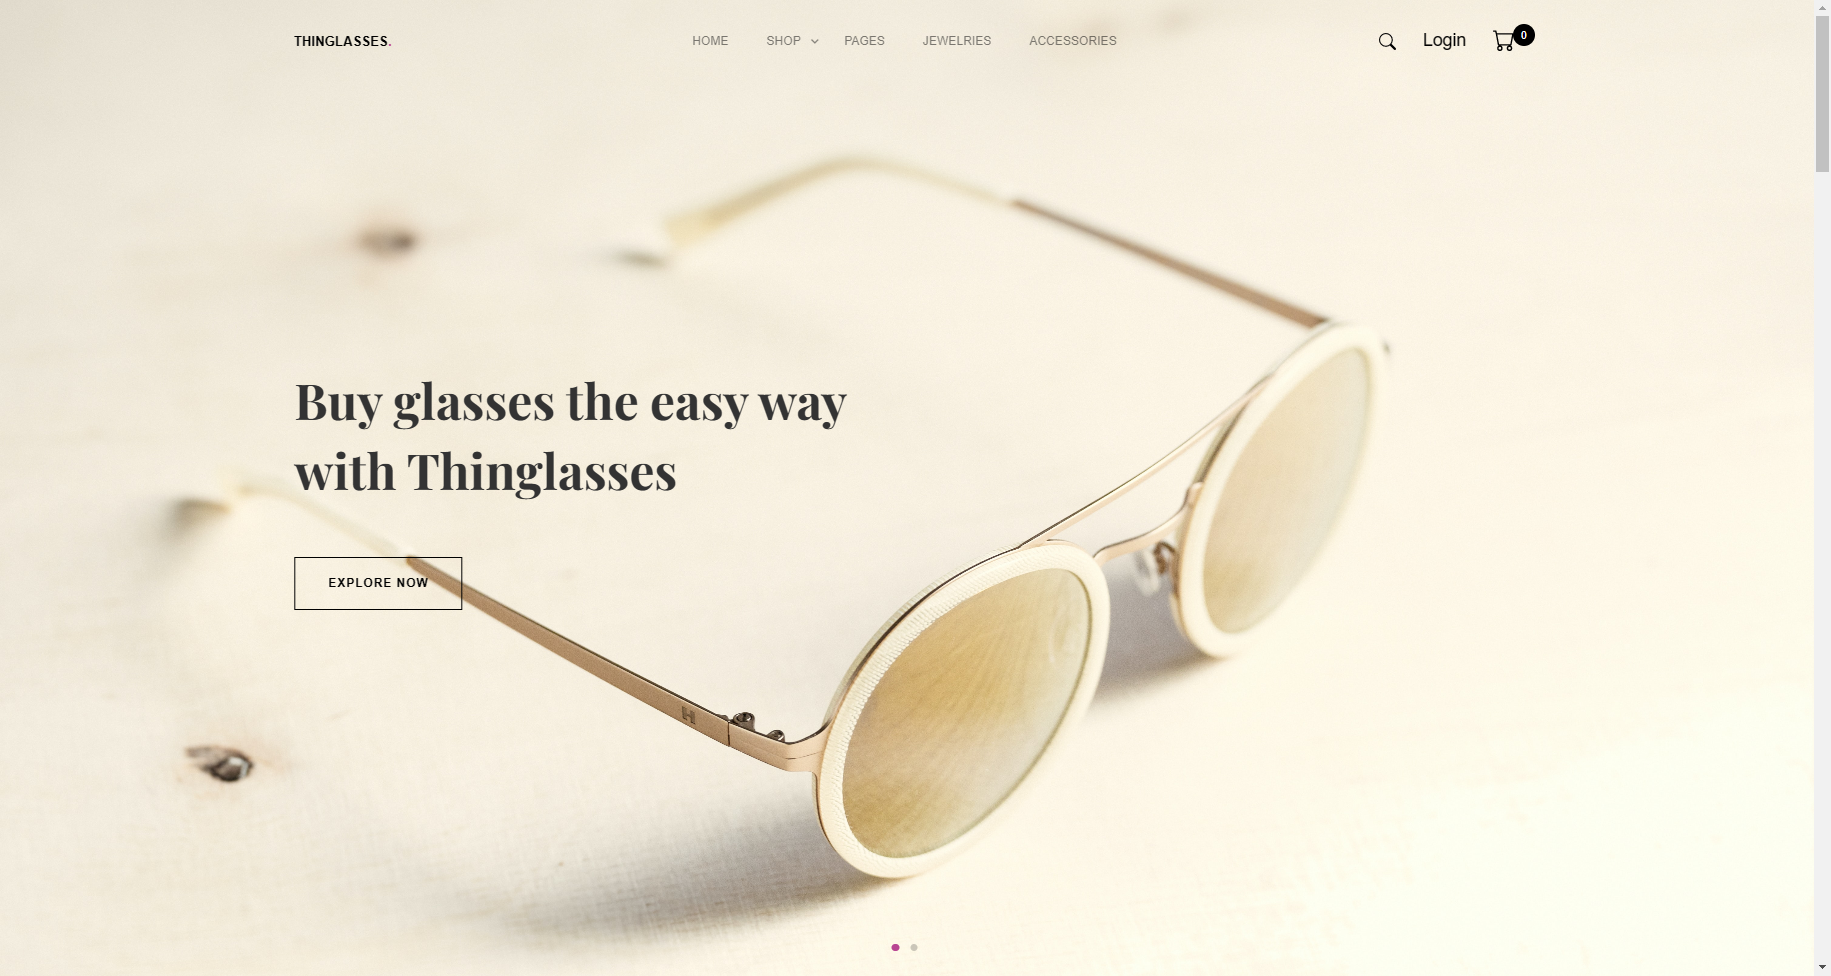 THINGLASSES.
HOME SHOP PAGES JEWELRIES ACCESSORIES
Login 0
Buy glasses the easy way
with Thinglasses
EXPLORE NOW
H